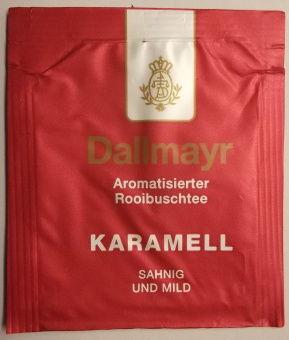 Dallmayr
Aromatisierter
Rooibuschtee
KARAMELL
SAHNIG
UND MILD